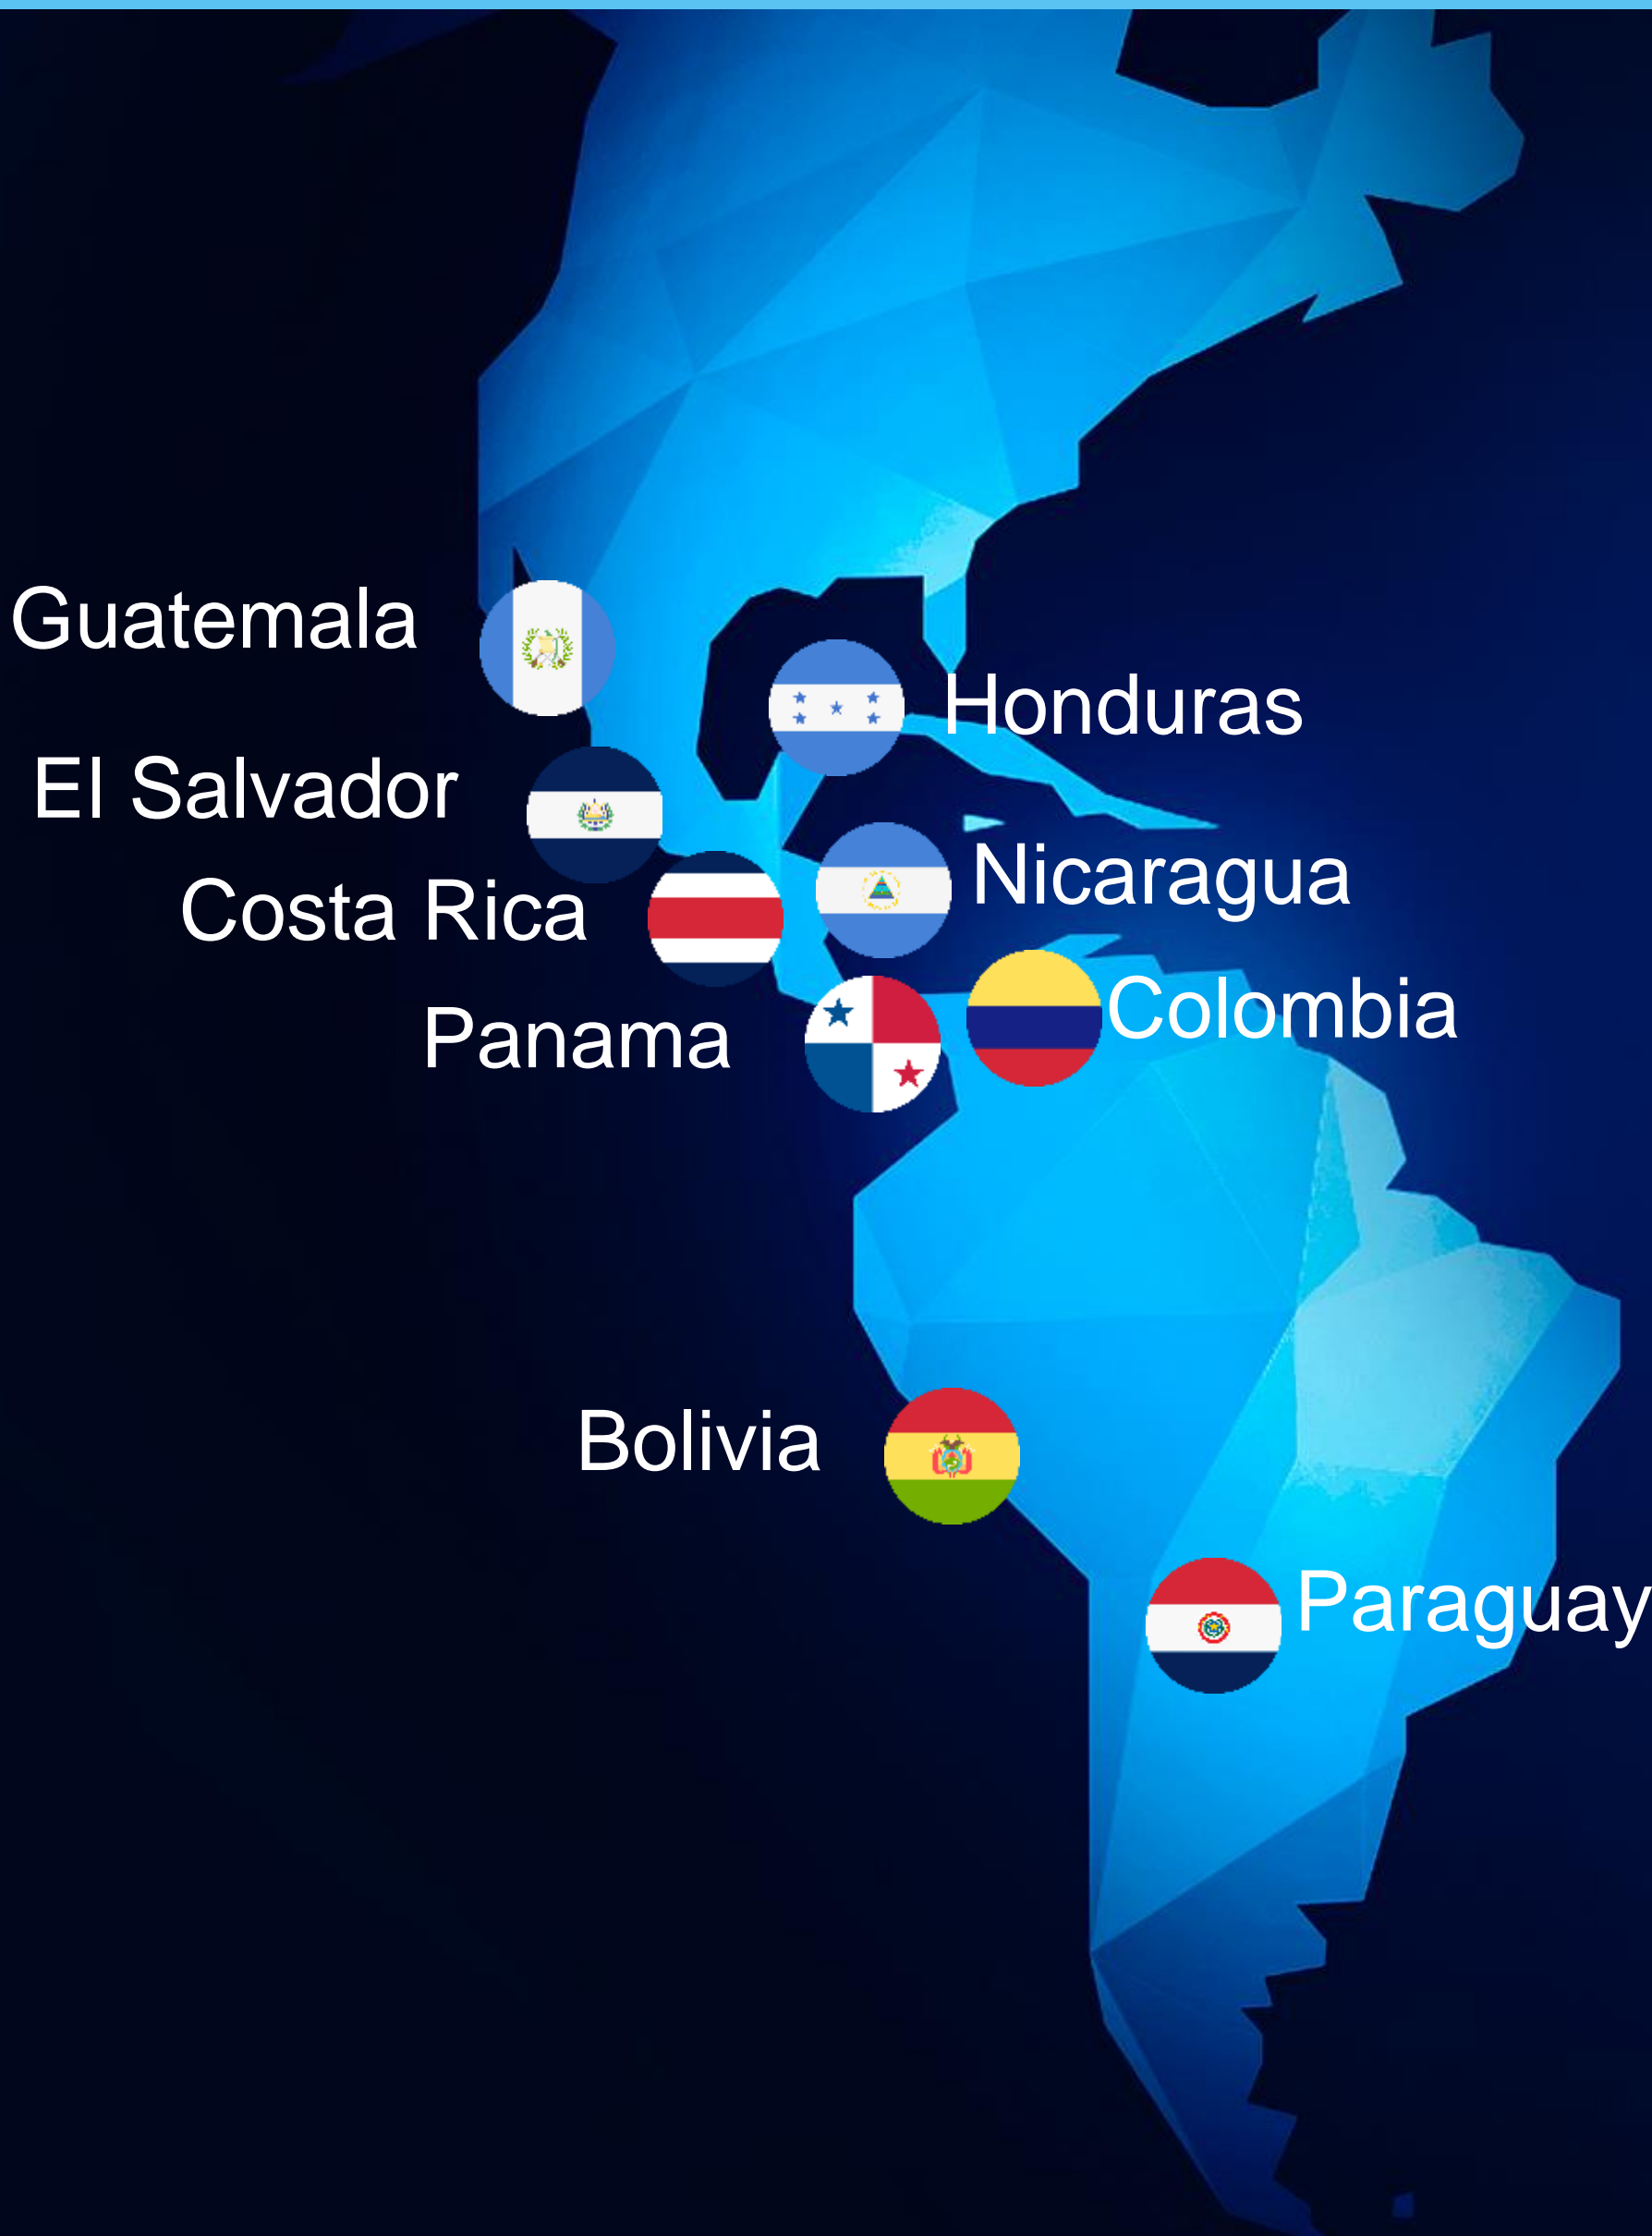 Guatemala
Honduras
El Salvador
Nicaragua
Costa Rica
Colombia
Panama
Bolivia
Paraguay